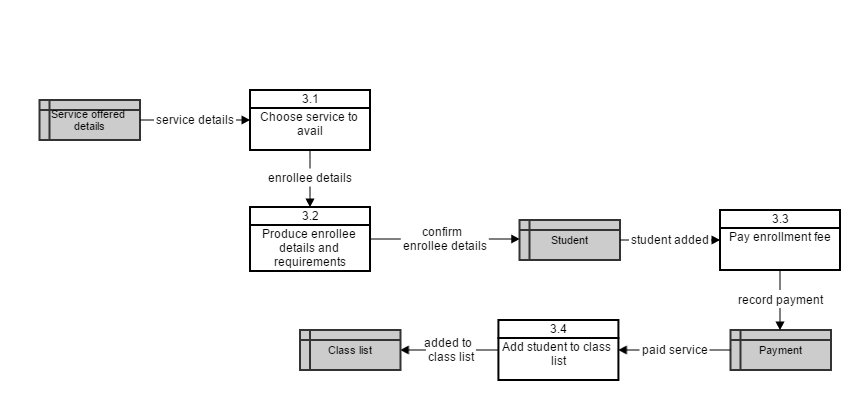 3.1
Service offered
details
service details
Choose service to
avail
enrollee details
3.2
Produce enrollee
details and
requirements
confirm
enrollee details
Student
student added
3.3
Pay enrollment fee
record payment
Payment
paid service
3.4
Add student to class
list
added to
class list
Class list